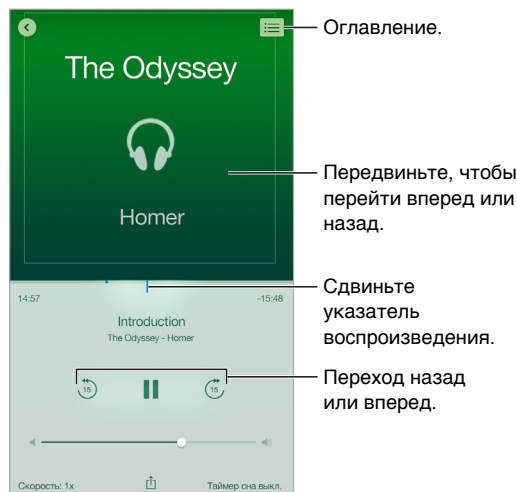 Оглавление.
The Odyssey
Передвиньте, чтобы
перейти вперед или
назад.
Homer
Сдвиньте
указатель
воспроизведения.
14:57
-15:48
Introduction
The Odyssey - Homer
Переход назад
или вперед.
15
15
Скорость: 1x
Таймер сна выкл.